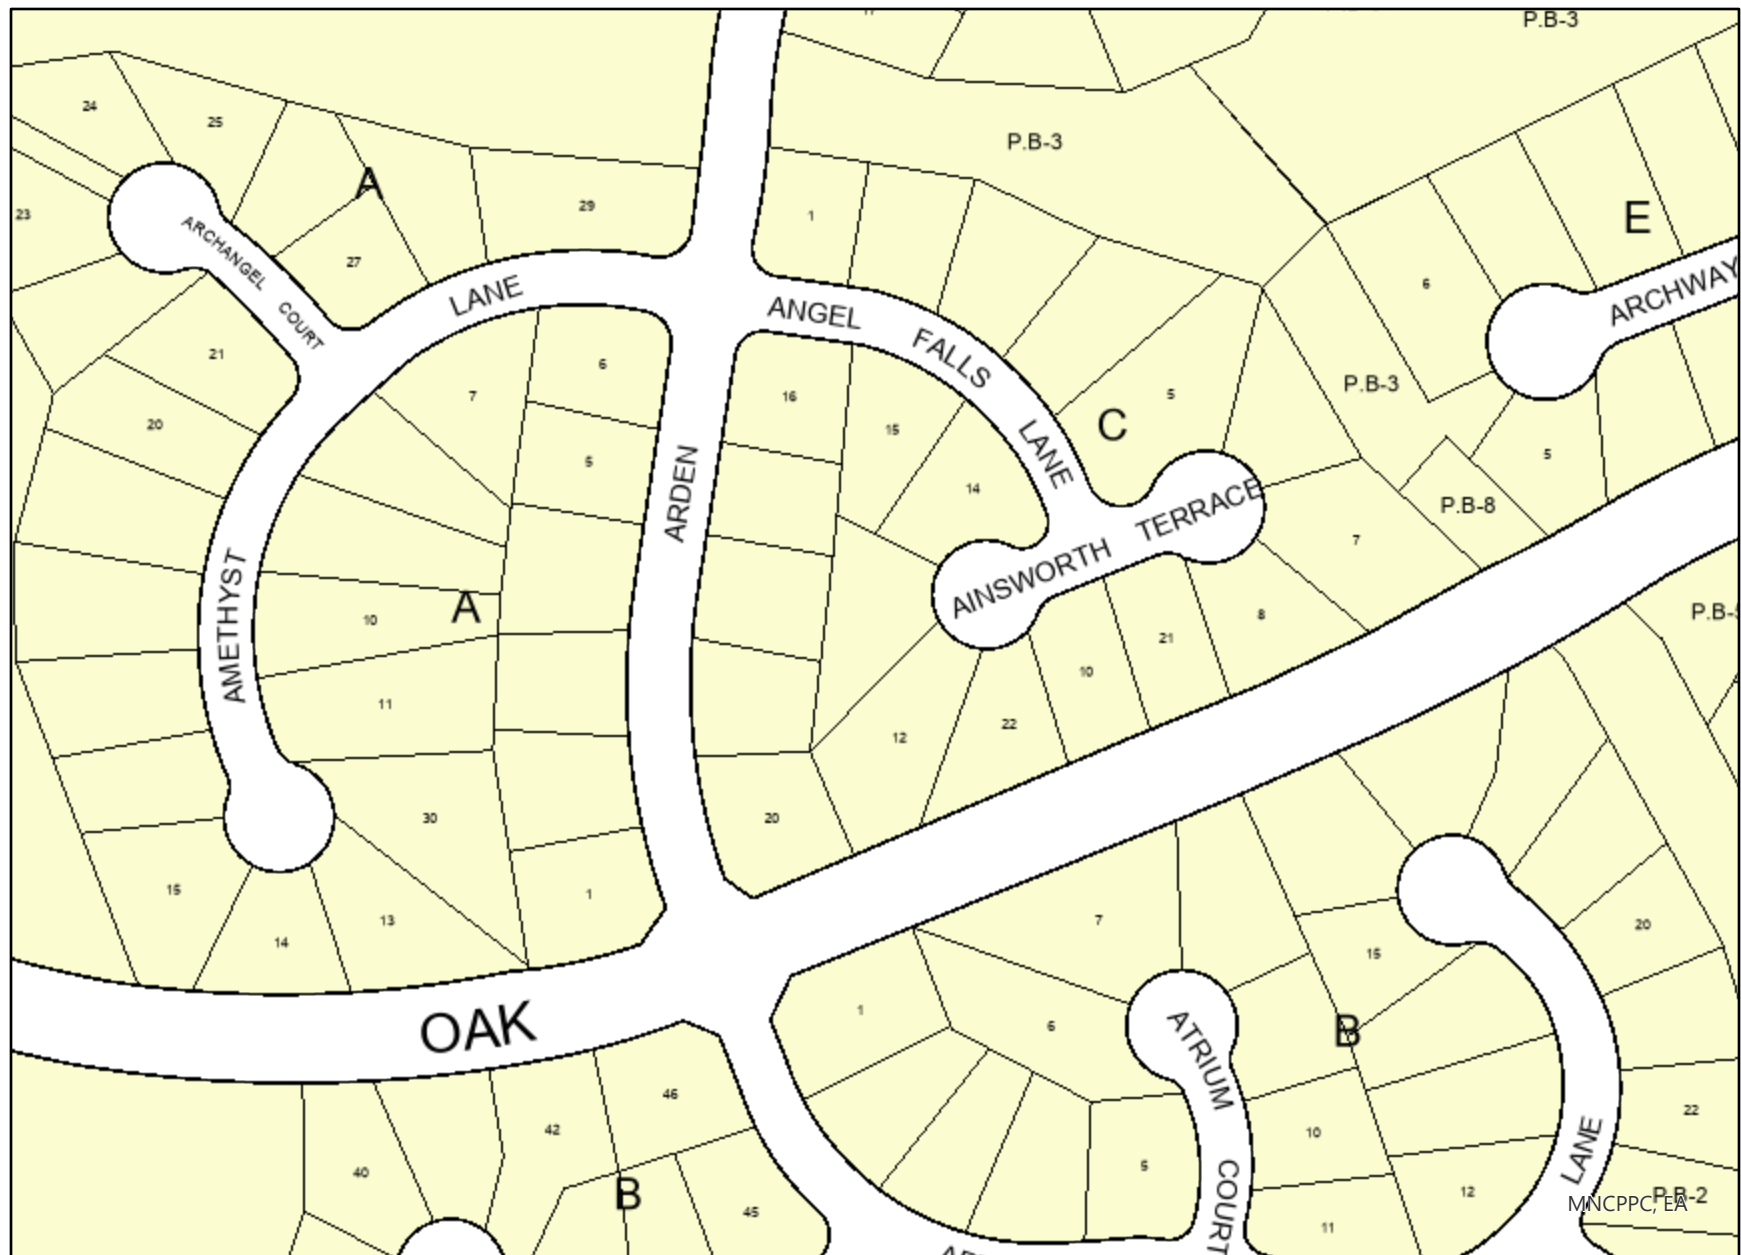 P.B-3
24
25
P.B-3
A
23
29
1
E
ARCHANGEL COURT
27
6
LANE
ANGEL FALLS LANE
ARCHWAY
21
6
7
16
5
P.B-3
20
15
C
5
ARDEN
14
5
P.B-8
AINSWORTH TERRACE
7
AMETHYST
10
A
8
P.B-
21
10
11
22
12
30
20
15
1
13
7
20
14
15
1
6
OAK
ATRIUM COURT
B
46
42
22
10
40
5
LANE
B
12
MNCPPC, EA
P.B-2
45
11